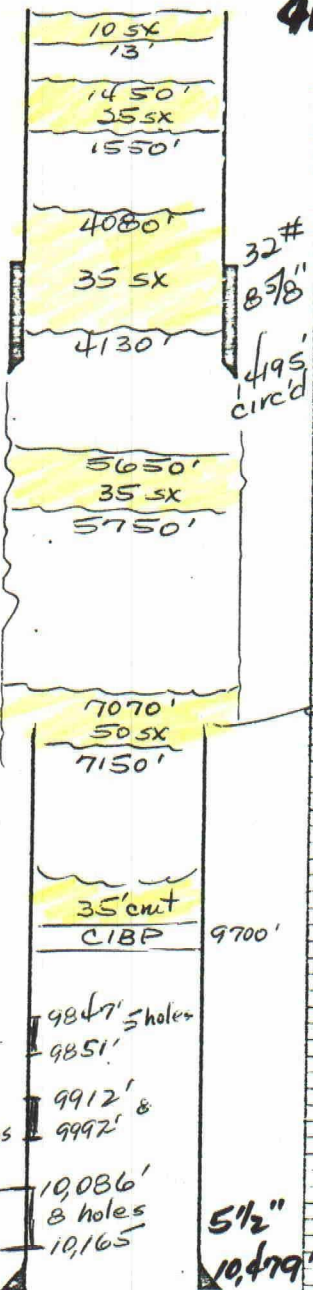 10 sx
13'
1450'
25 sx
1550'
4080'
35 sx
4130'
32#
8 5/8"
4195'
circ'd
5650'
35 sx
5750'
7070'
50 sx
7150'
35' cmt
CIBP
9700'
9847' 5 holes
9851'
9912' &
9992'
10,086'
8 holes
10,165
5 1/2"
10,479'